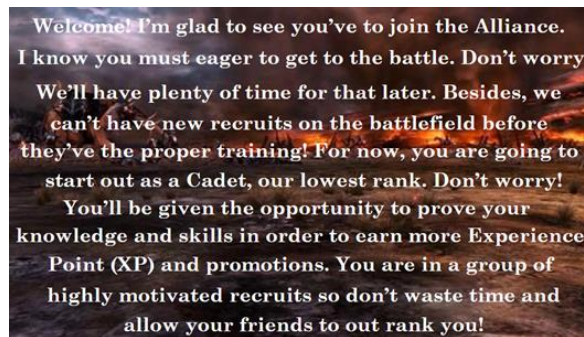 Welcome! I'm glad to see you've to join the Alliance.
I know you must eager to get to the battle. Don't worry
We'll have plenty of time for that later. Besides, we
can't have new recruits on the battlefield before
they've the proper training! For now, you are going to
start out as a Cadet, our lowest rank. Don't worry!
You'll be given the opportunity to prove your
knowledge and skills in order to earn more Experience
Point (XP) and promotions. You are in a group of
highly motivated recruits so don't waste time and
allow your friends to out rank you!